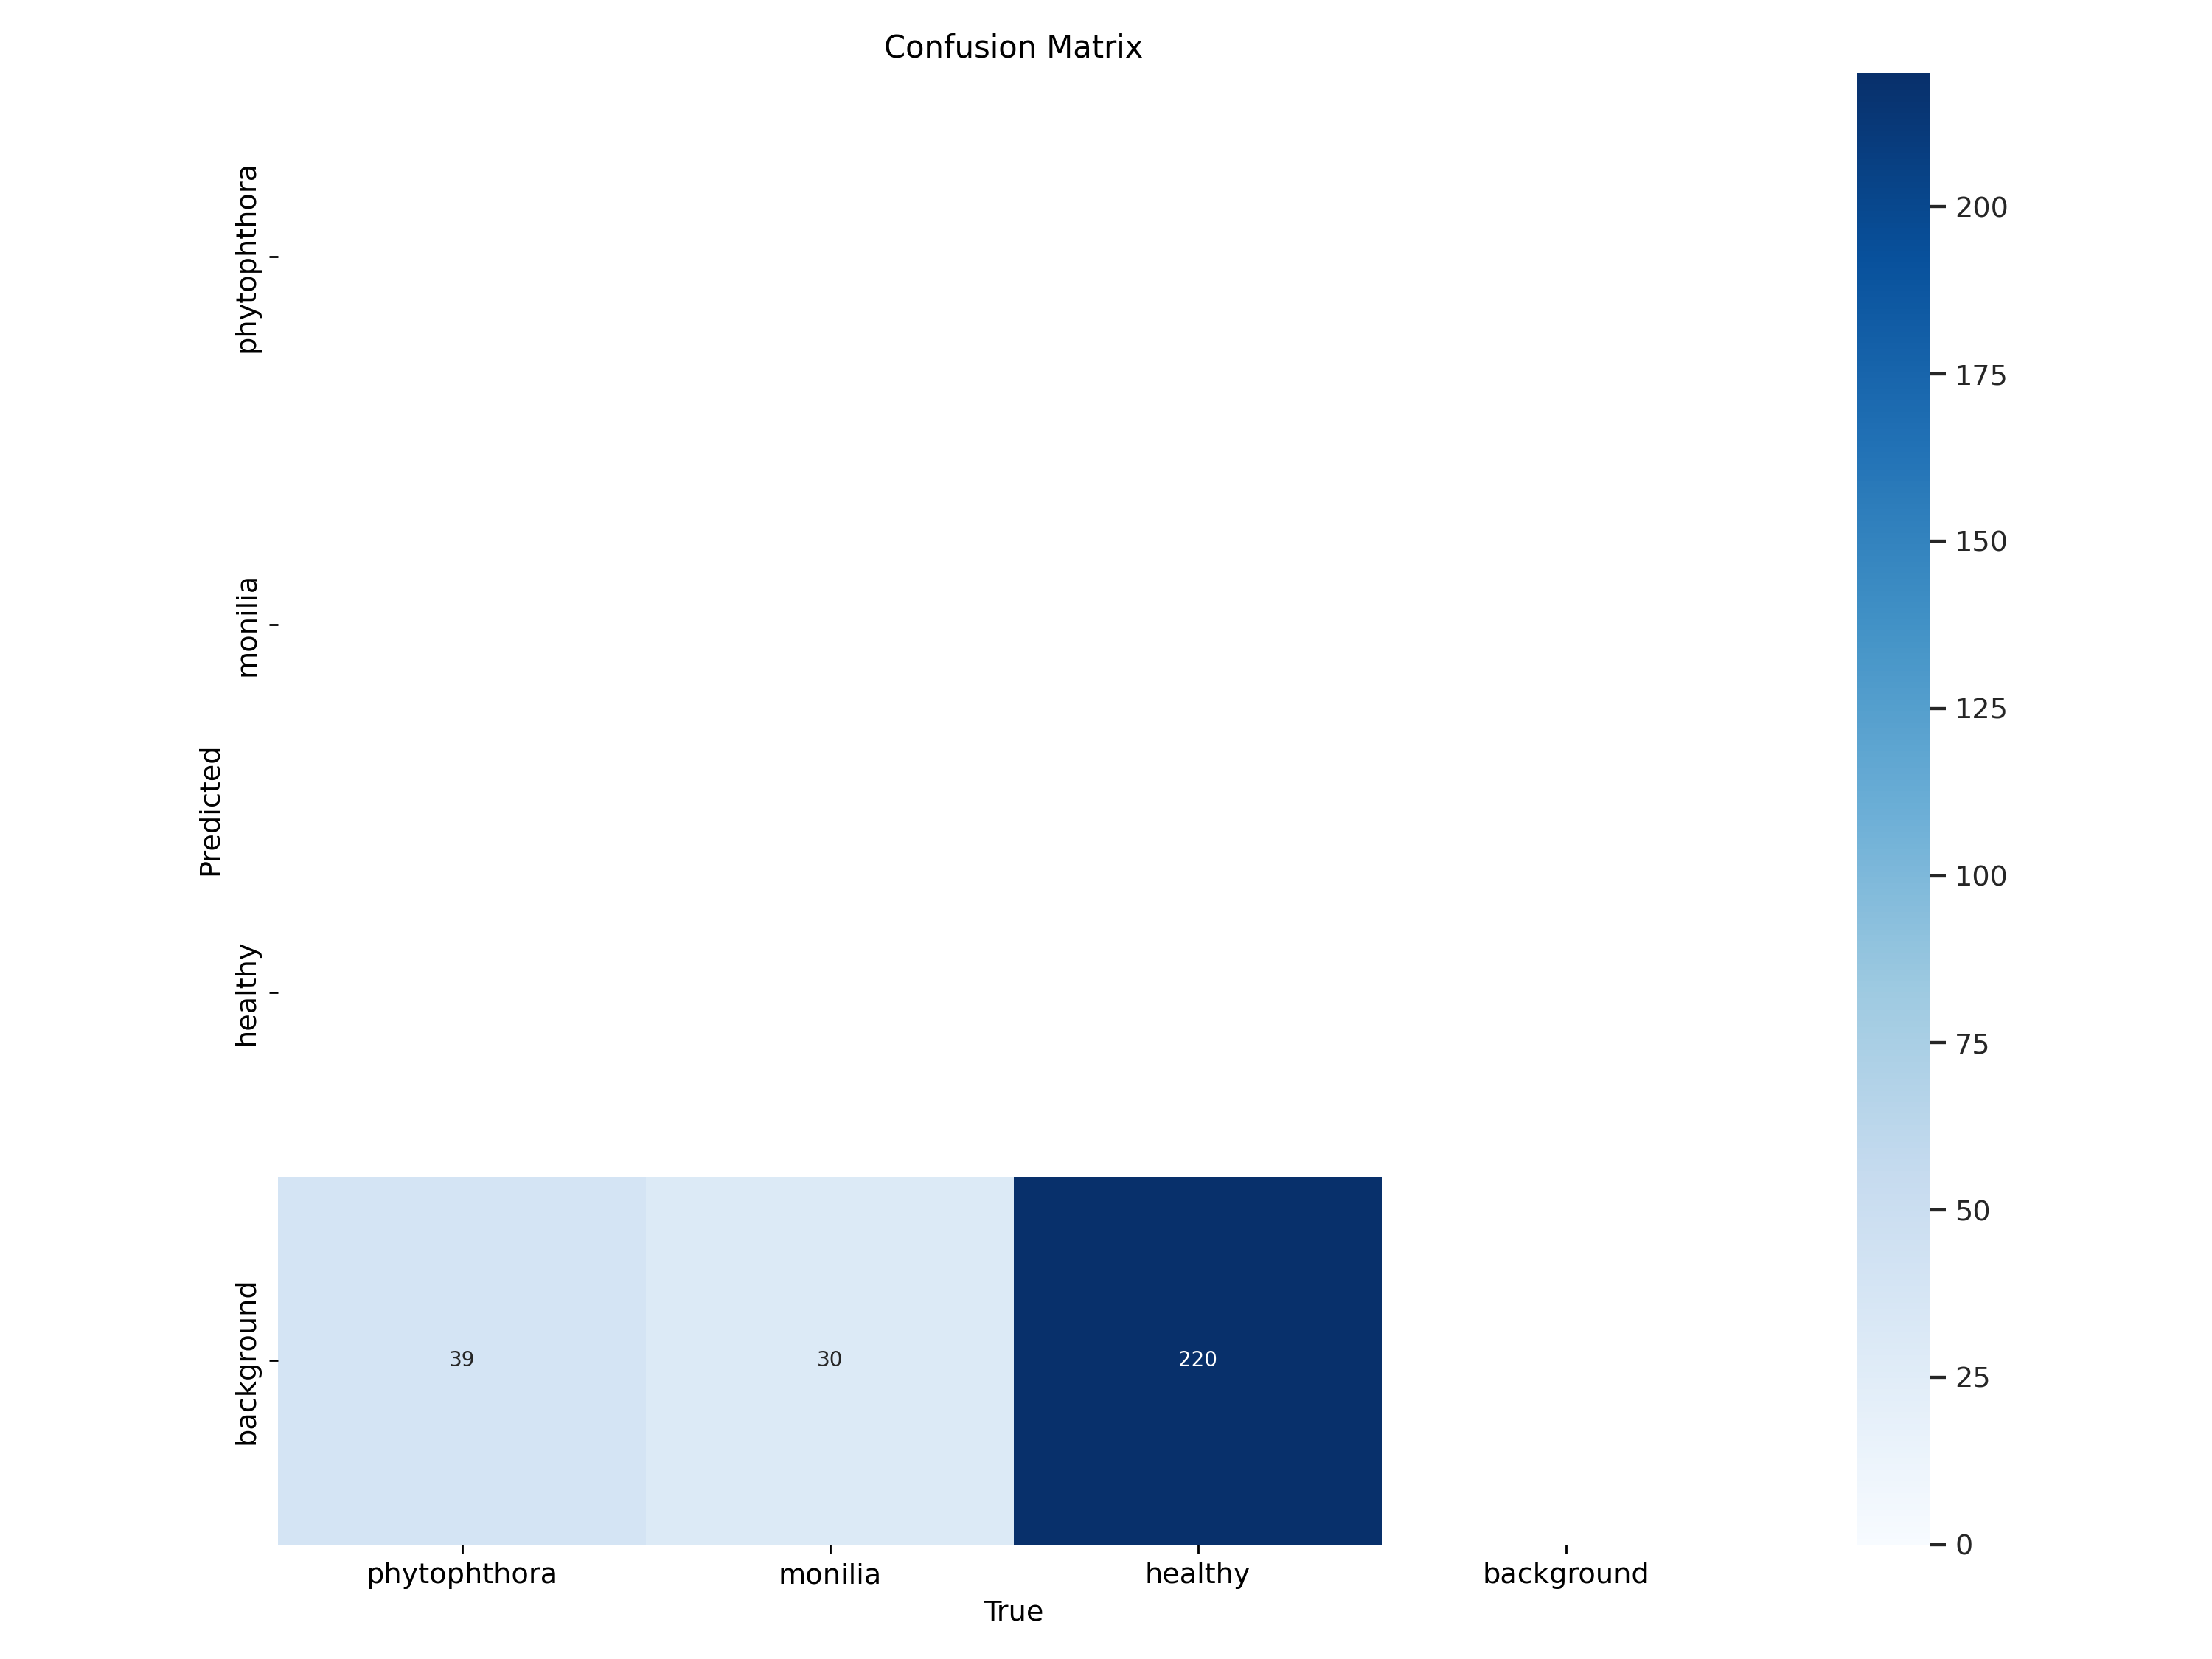 Confusion Matrix
phytophthora
monilia
healthy
background
Predicted
39
30
220
phytophthora
monilia
healthy
background
True
200
175
150
125
100
75
50
25
0